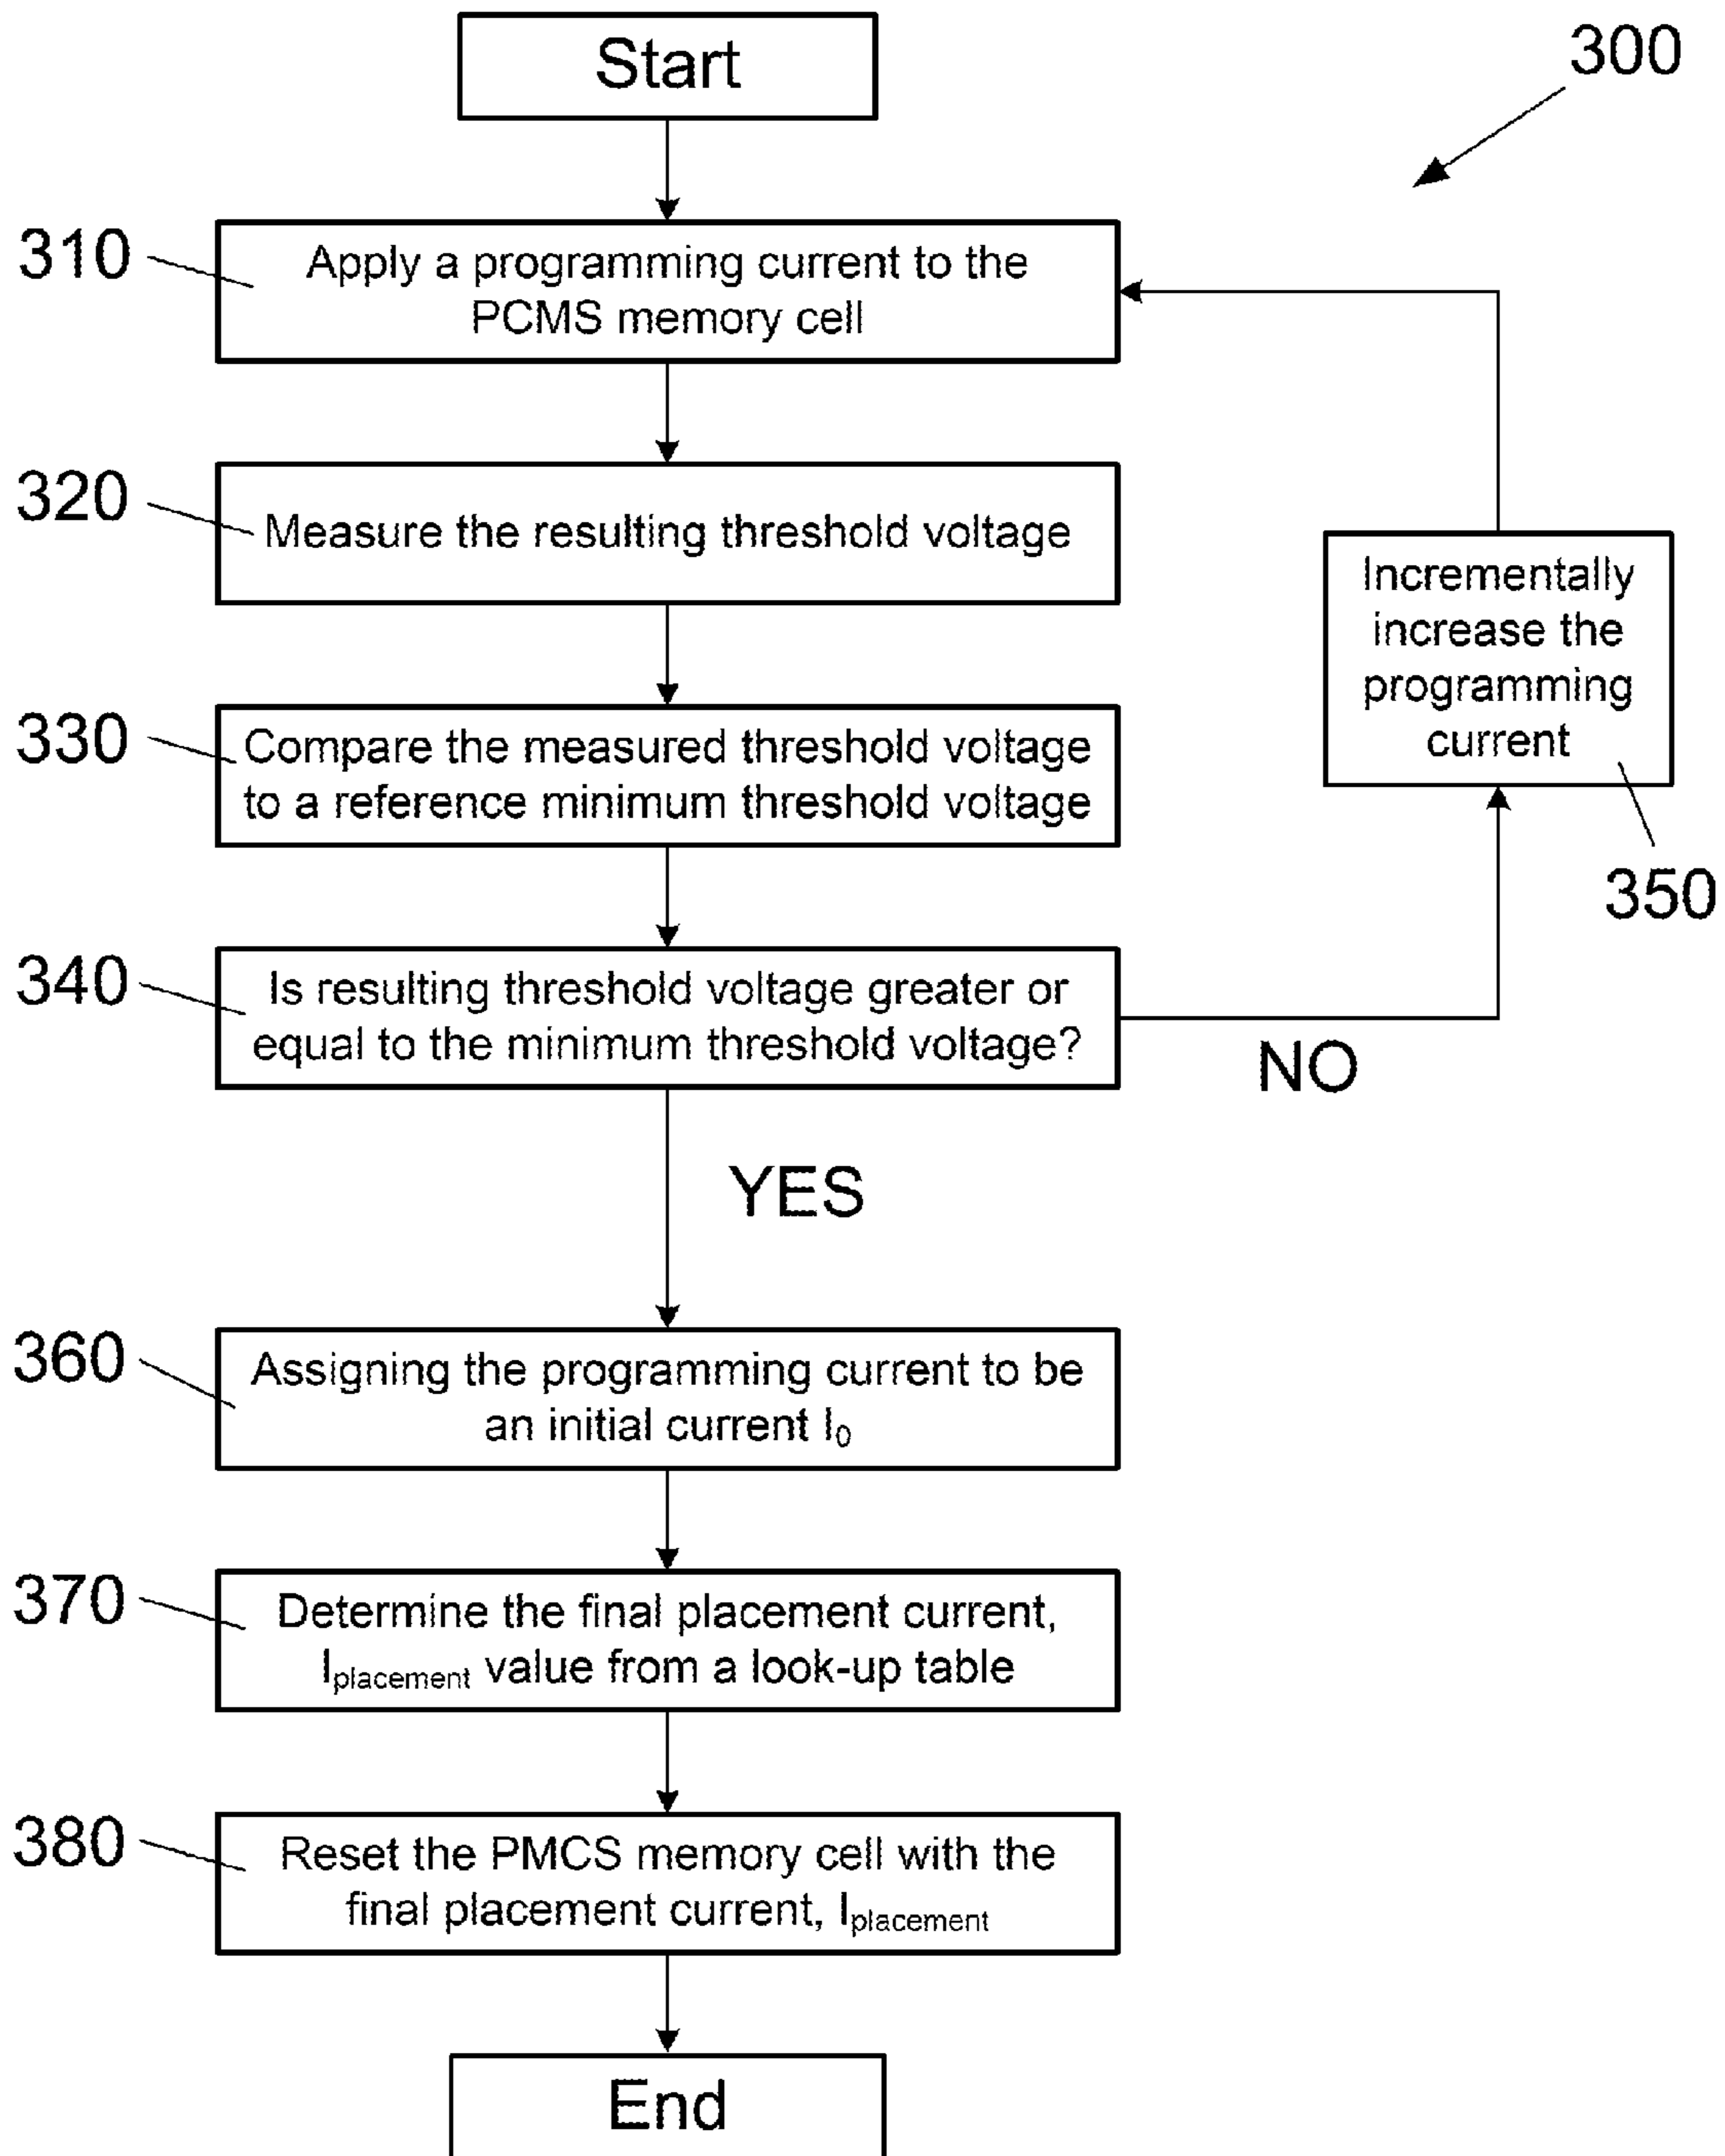 Start
300
310
Apply a programming current to the
PCMS memory cell
320
Measure the resulting threshold voltage
Incrementally
increase the
programming
current
350
330
Compare the measured threshold voltage
to a reference minimum threshold voltage
340
Is resulting threshold voltage greater or
equal to the minimum threshold voltage?
NO
YES
360
Assigning the programming current to be
an initial current I₀
370
Determine the final placement current,
Iplacement value from a look-up table
380
Reset the PMCS memory cell with the
final placement current, Iplacement
End